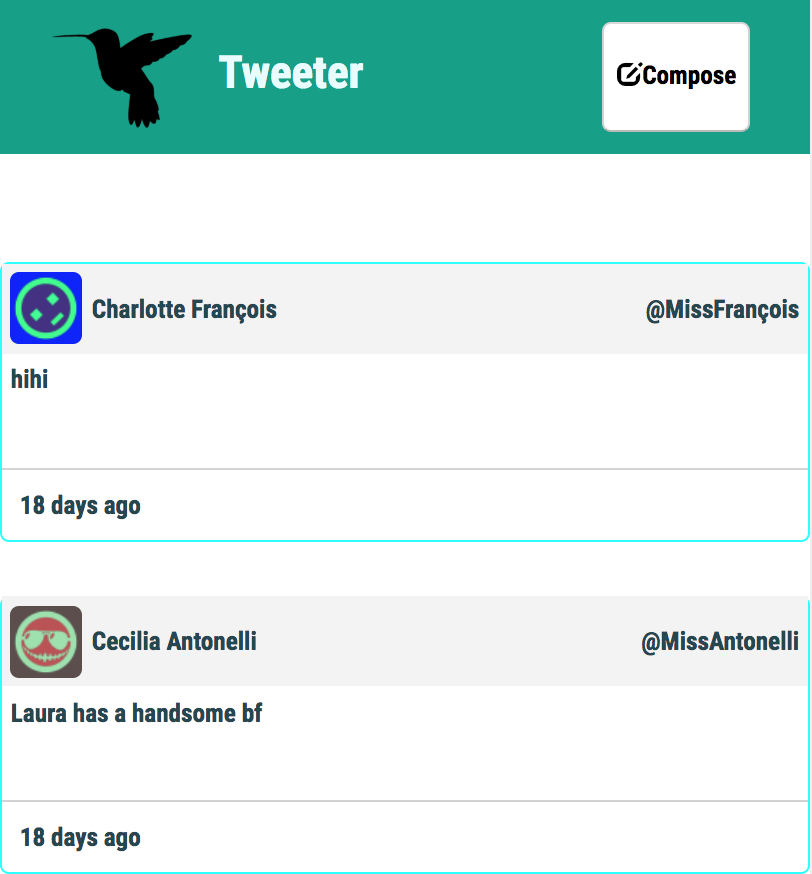 Tweeter
Compose
Charlotte François @MissFrançois
hihi
18 days ago
Cecilia Antonelli @MissAntonelli
Laura has a handsome bf
18 days ago